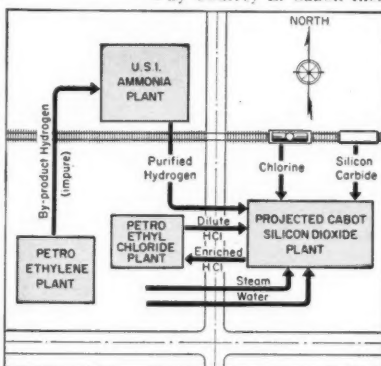 NORTH
U.S.I.
AMMONIA
PLANT
By-product Hydrogen
(impure)
Purified
Hydrogen
Chlorine
Silicon
Carbide
PETRO
ETHYL
CHLORIDE
PLANT
Dilute
HCl
Enriched
HCl
PROJECTED CABOT
SILICON DIOXIDE
PLANT
PETRO
ETHYLENE
PLANT
Steam
Water